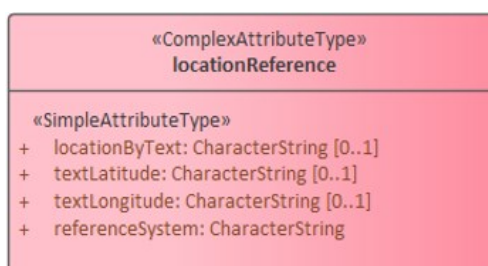 «ComplexAttributeType»
locationReference
«SimpleAttributeType»
+ locationByText: CharacterString [0..1]
+ textLatitude: CharacterString [0..1]
+ textLongitude: CharacterString [0..1]
+ referenceSystem: CharacterString